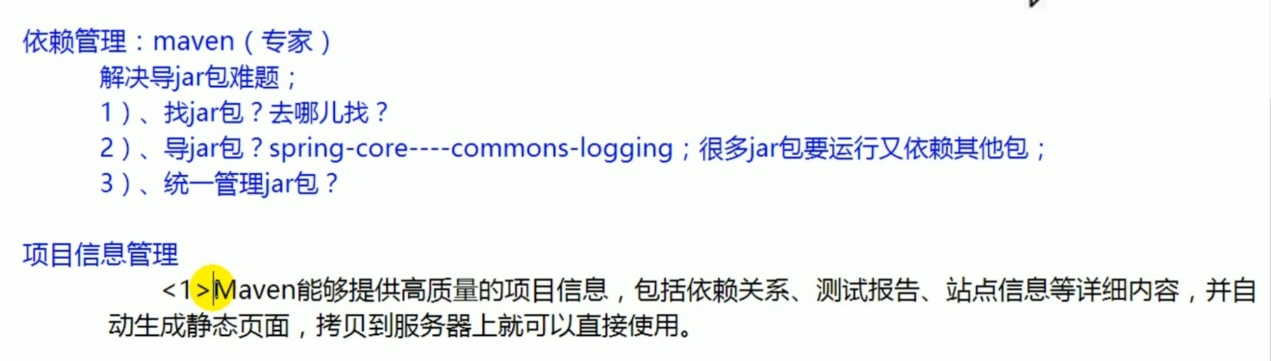 依赖管理：maven（专家）
解决导jar包难题；
1）、找jar包？去哪儿找？
2）、导jar包？spring-core----commons-logging；很多jar包要运行又依赖其他包；
3）、统一管理jar包？
项目信息管理
<1>Maven能够提供高质量的项目信息，包括依赖关系、测试报告、站点信息等详细内容，并自
动生成静态页面，拷贝到服务器上就可以直接使用。